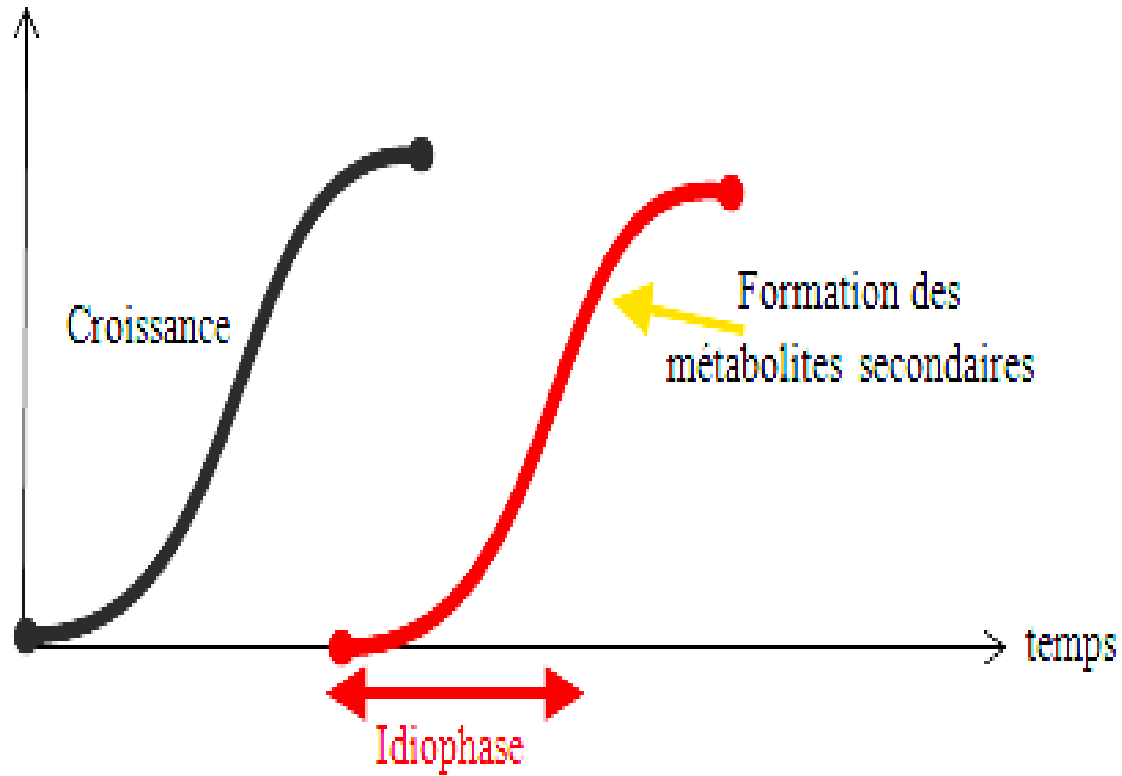 Croissance
Formation des
métabolites secondaires
temps
Idiophase